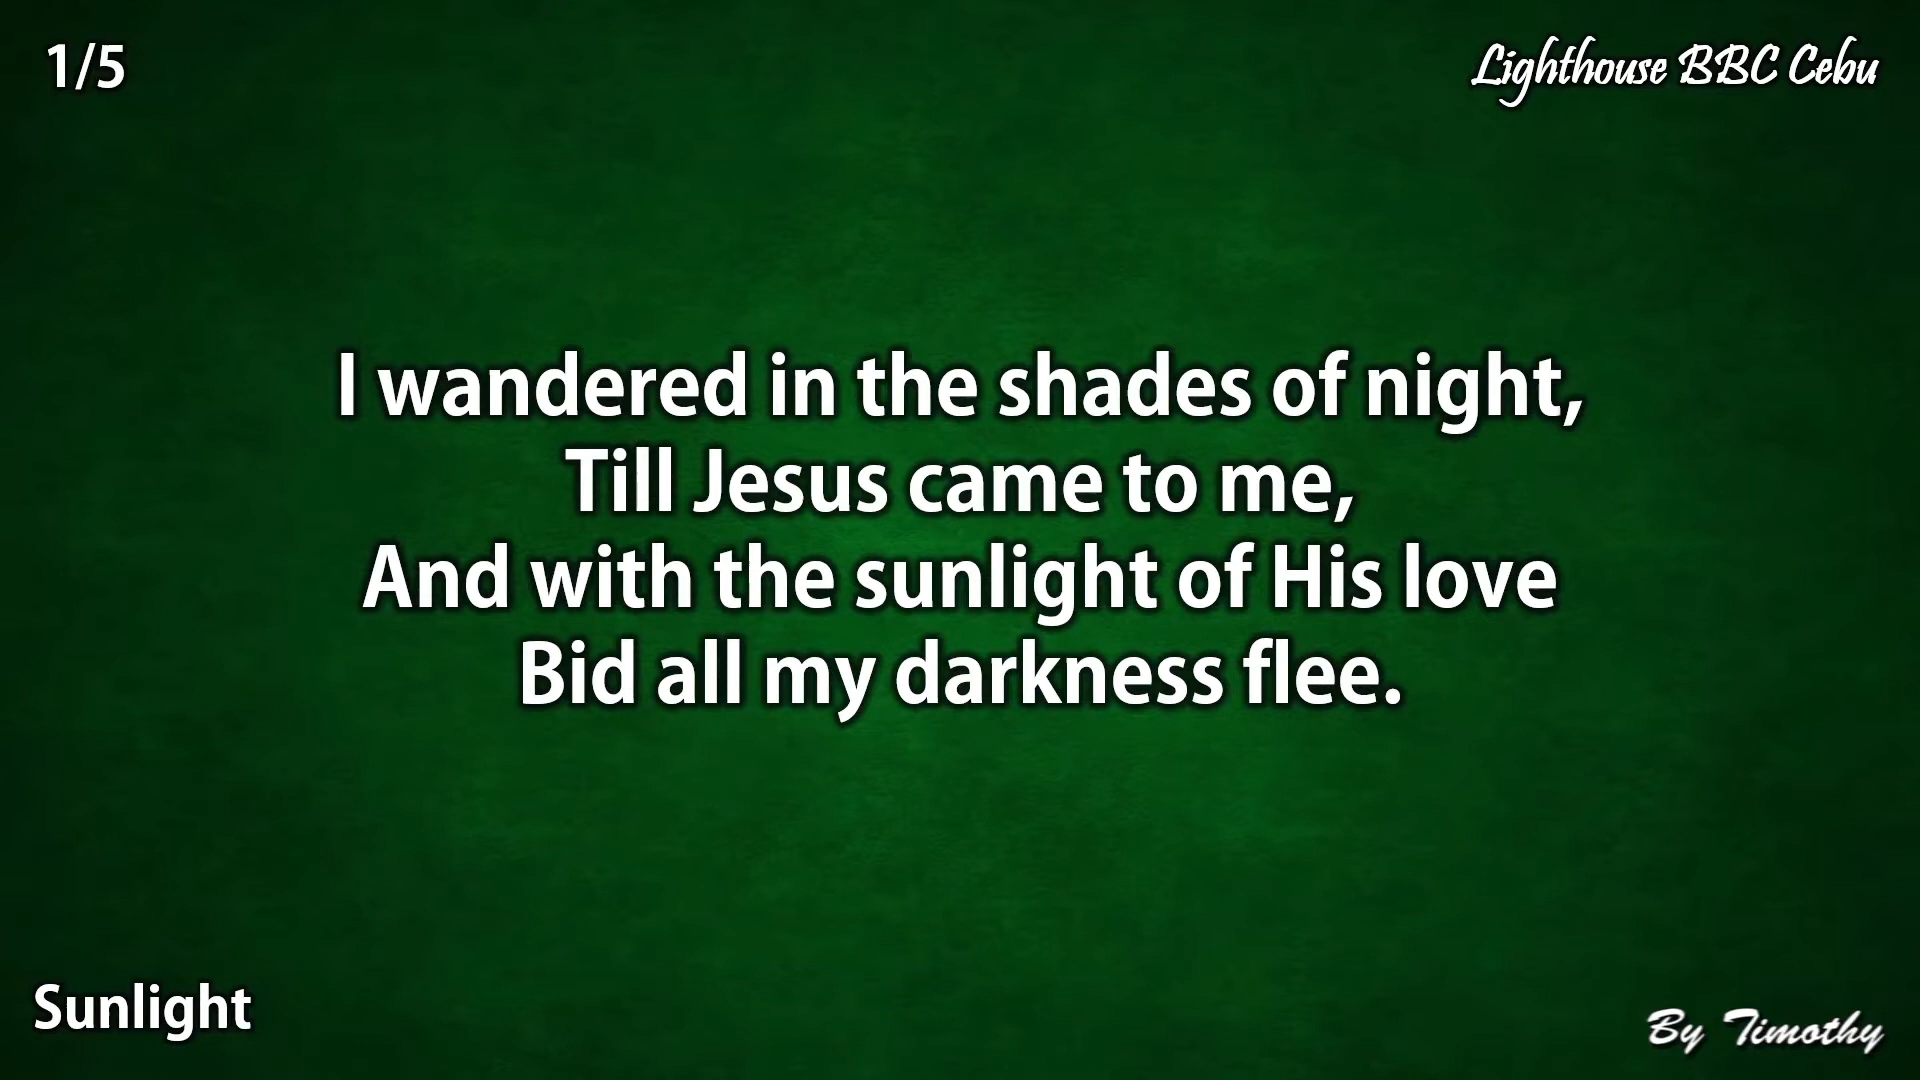 1/5
Lighthouse BBC Cebu
I wandered in the shades of night,
Till Jesus came to me,
And with the sunlight of His love
Bid all my darkness flee.
Sunlight
By Timothy